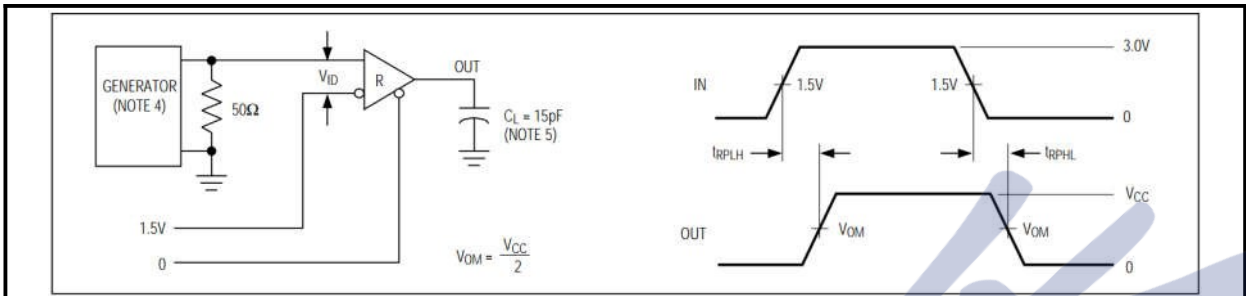 GENERATOR
(NOTE 4)
50Ω
VID
R
OUT
CL = 15pF
(NOTE 5)
1.5V
0
VOM = VCC
2
IN
1.5V
1.5V
3.0V
0
tRPLH
tRPHL
OUT
VOM
VOM
VCC
0